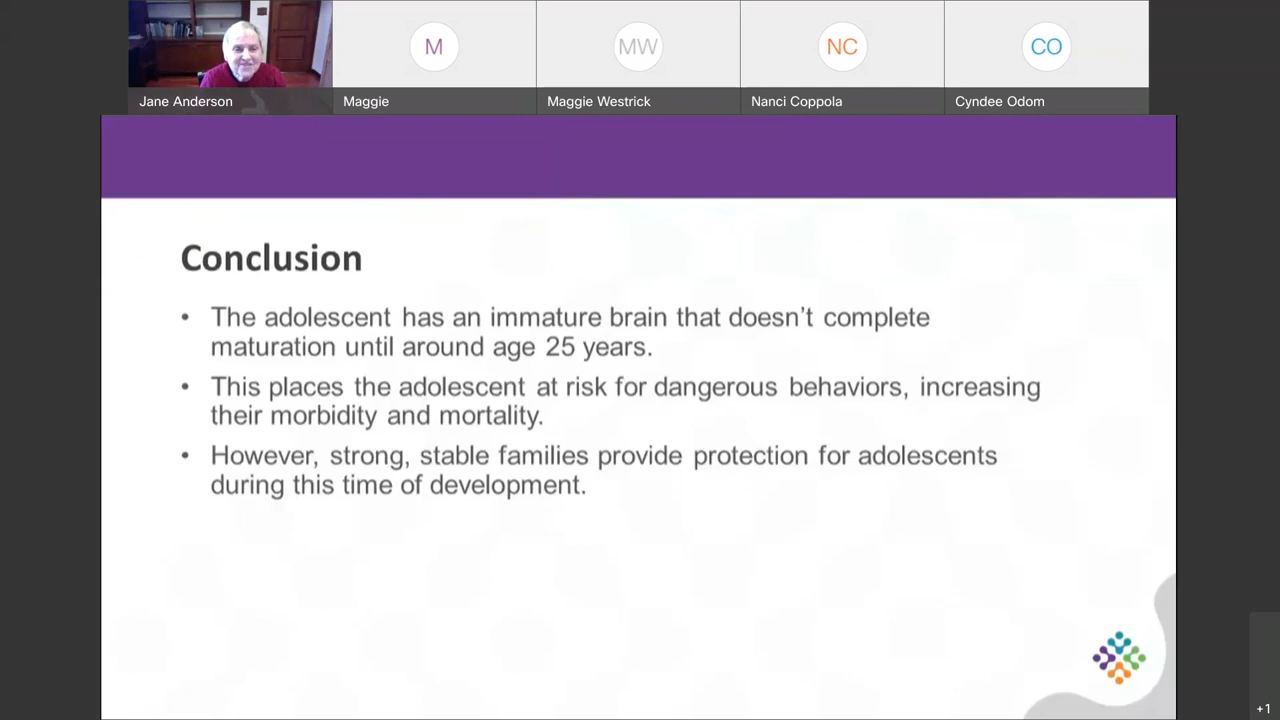 M
MW
NC
CO
Jane Anderson
Maggie
Maggie Westrick
Nanci Coppola
Cyndee Odom
Conclusion
• The adolescent has an immature brain that doesn’t complete
maturation until around age 25 years.
• This places the adolescent at risk for dangerous behaviors, increasing
their morbidity and mortality.
• However, strong, stable families provide protection for adolescents
during this time of development.
+1